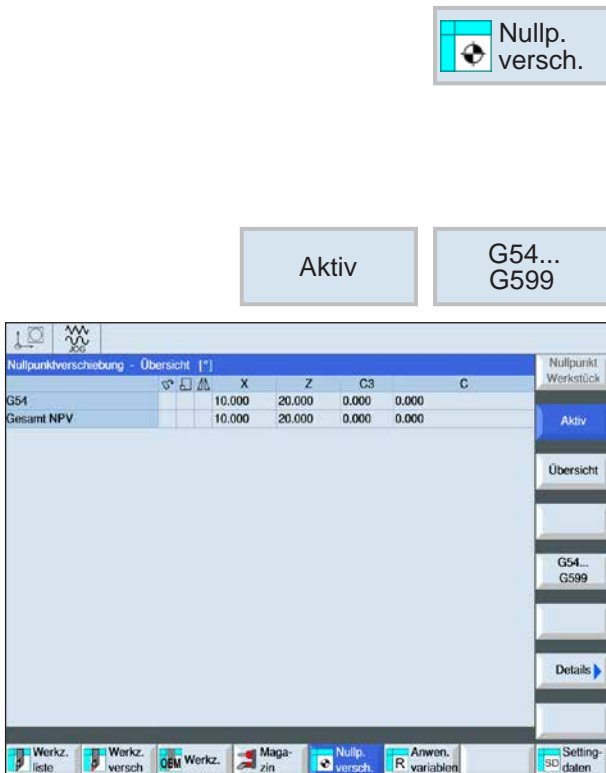 Nullp.
versch.
Aktiv
G54...
G599
JOG
Nullpunktverschiebung - Übersicht [°]
X Z C3 C
G54 10.000 20.000 0.000 0.000
Gesamt NPV 10.000 20.000 0.000 0.000
Nullpunkt
Werkstück
Aktiv
Übersicht
G54...
G599
Details
Werkz.
liste
Werkz.
versch
OEM Werkz.
Maga-
zin
Nullp.
versch.
R Anwen.
variablen
SD Setting-
daten